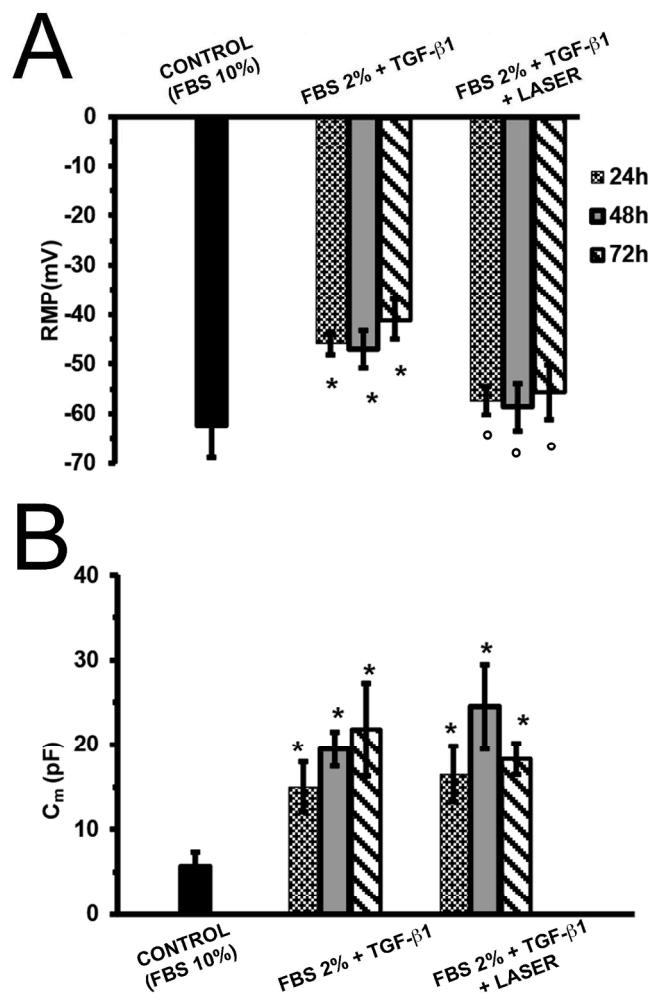 A
CONTROL
(FBS 10%)
FBS 2% + TGF-β1
FBS 2% + TGF-β1
+ LASER
0
-10
-20
-30
-40
-50
-60
-70
RMP(mV)
24h
48h
72h
* * *
° ° °
B
40
30
20
10
0
Cm (pF)
* * *
* * *
CONTROL
(FBS 10%)
FBS 2% + TGF-β1
FBS 2% + TGF-β1
+ LASER